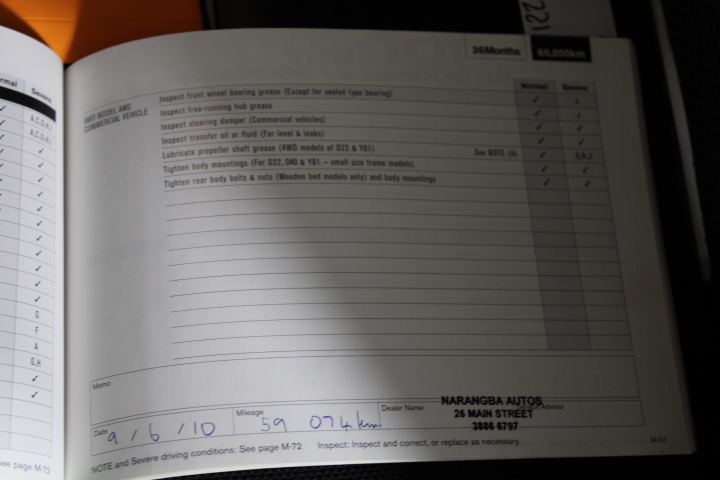 rmal Severe
A,C,G,H,I
A,C,G,H,I
✓
✓
✓
✓
✓
✓
✓
✓
✓
✓
✓
G
F
A
G,H
✓
✓
See page M-72
221
36Months 60,000km
Normal Severe
4WD MODEL AND
COMMERCIAL VEHICLE
Inspect front wheel bearing grease (Except for sealed type bearing) ✓ J
Inspect free-running hub grease ✓ J
Inspect steering damper (Commercial vehicles) ✓ ✓
Inspect transfer oil or fluid (For level & leaks) ✓ ✓
Lubricate propeller shaft grease (4WD models of D22 & Y61) See NOTE (4) ✓ G,H,J
Tighten body mountings (For D22, D40 & Y61 – small size frame models) ✓ ✓
Tighten rear body bolts & nuts (Wooden bed models only) and body mountings ✓ ✓
Memo
Date 9 / 6 / 10 Mileage 59 074km Dealer Name Advisor
NARANGBA AUTOS
26 MAIN STREET
3886 6797
NOTE and Severe driving conditions: See page M-72 Inspect: Inspect and correct, or replace as necessary.